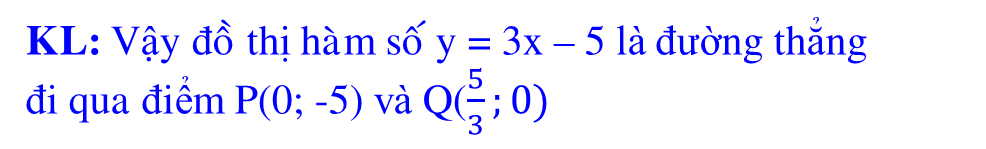 KL: Vậy đồ thị hàm số y = 3x – 5 là đường thẳng
đi qua điểm P(0; -5) và Q(5/3; 0)